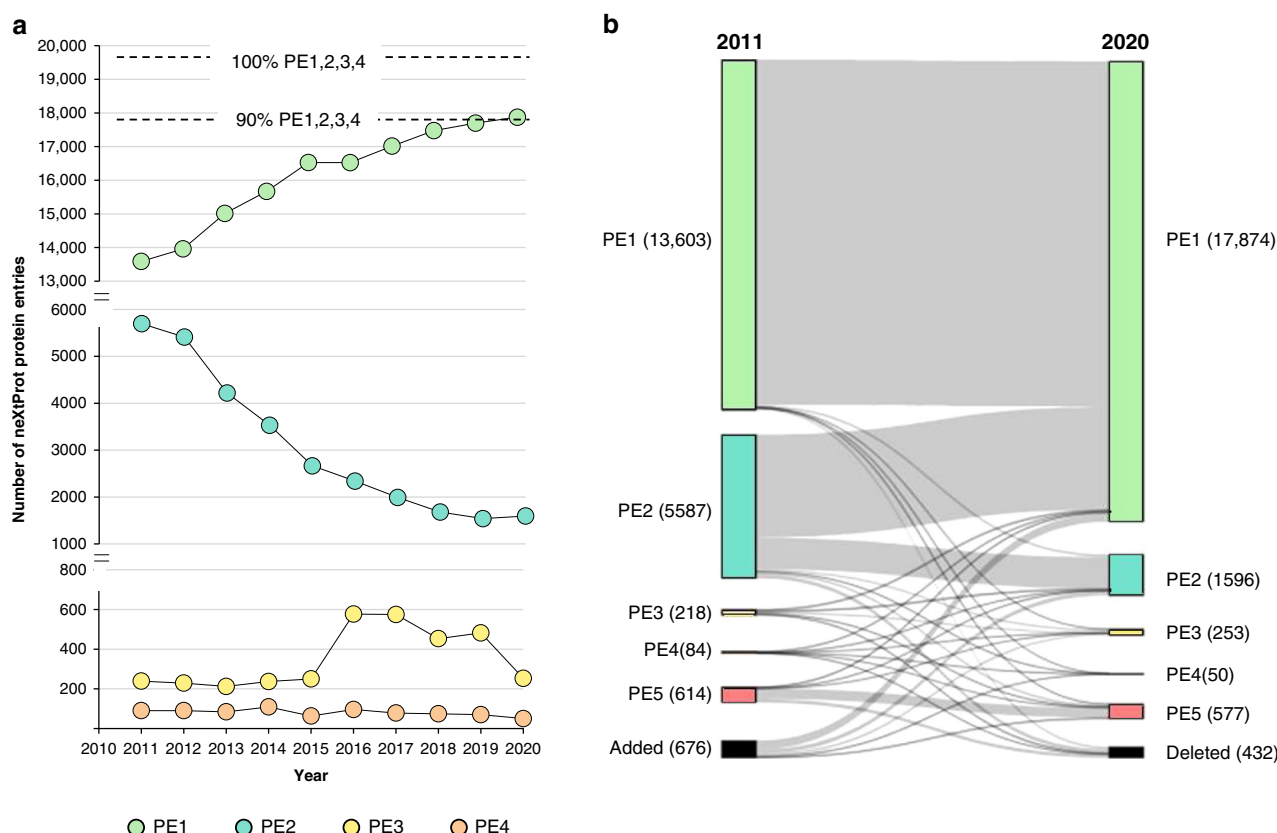 a
20,000
19,000
18,000
17,000
16,000
15,000
14,000
13,000
6000
5000
4000
3000
2000
1000
800
600
400
200
100% PE1,2,3,4
90% PE1,2,3,4
Number of neXtProt protein entries
2010 2011 2012 2013 2014 2015 2016 2017 2018 2019 2020
Year
PE1 PE2 PE3 PE4
b
2011 2020
PE1 (13,603)
PE2 (5587)
PE3 (218)
PE4(84)
PE5 (614)
Added (676)
PE1 (17,874)
PE2 (1596)
PE3 (253)
PE4(50)
PE5 (577)
Deleted (432)